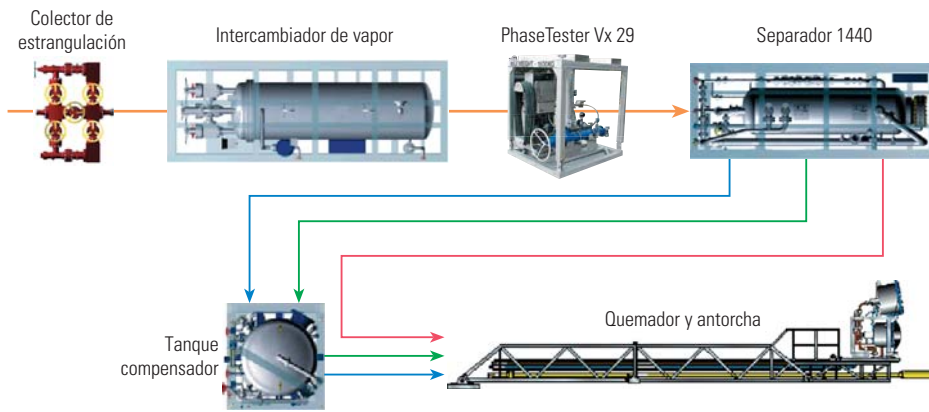 Colector de
estrangulación
Intercambiador de vapor
PhaseTester Vx 29
Separador 1440
Tanque
compensador
Quemador y antorcha